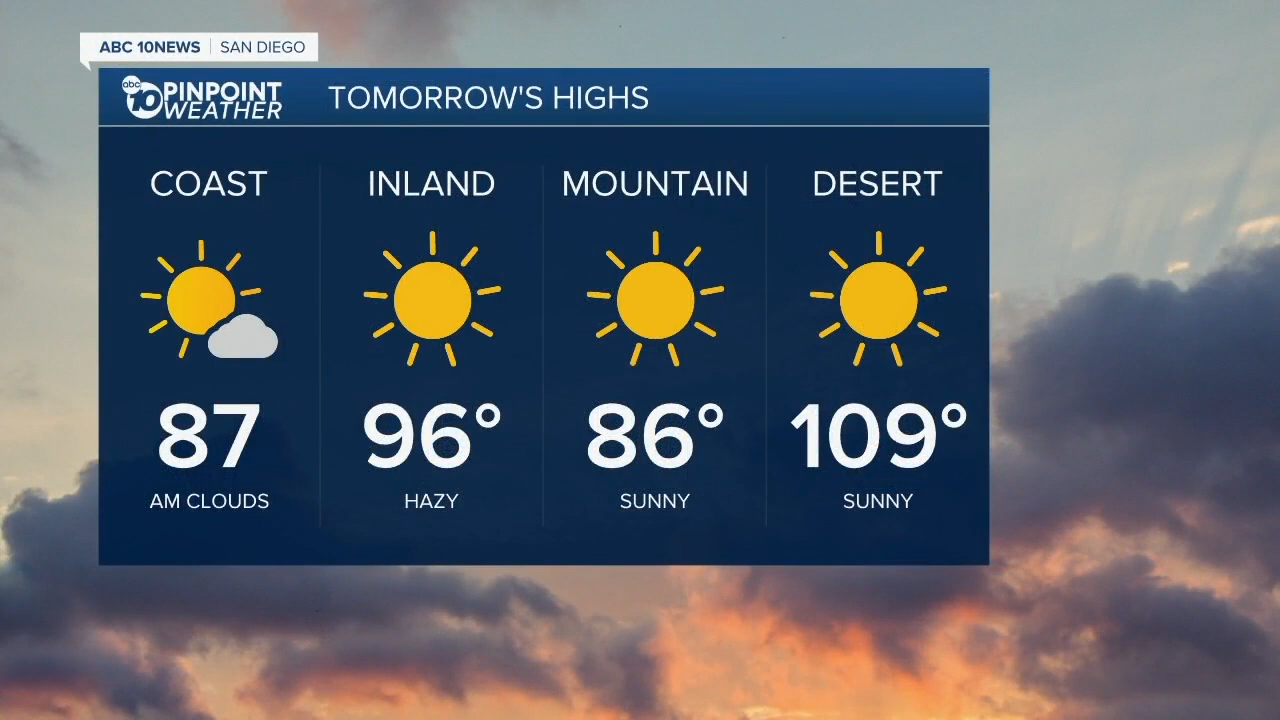 ABC 10NEWS | SAN DIEGO
abc 10 PINPOINT WEATHER
TOMORROW'S HIGHS
COAST
87
AM CLOUDS
INLAND
96°
HAZY
MOUNTAIN
86°
SUNNY
DESERT
109°
SUNNY